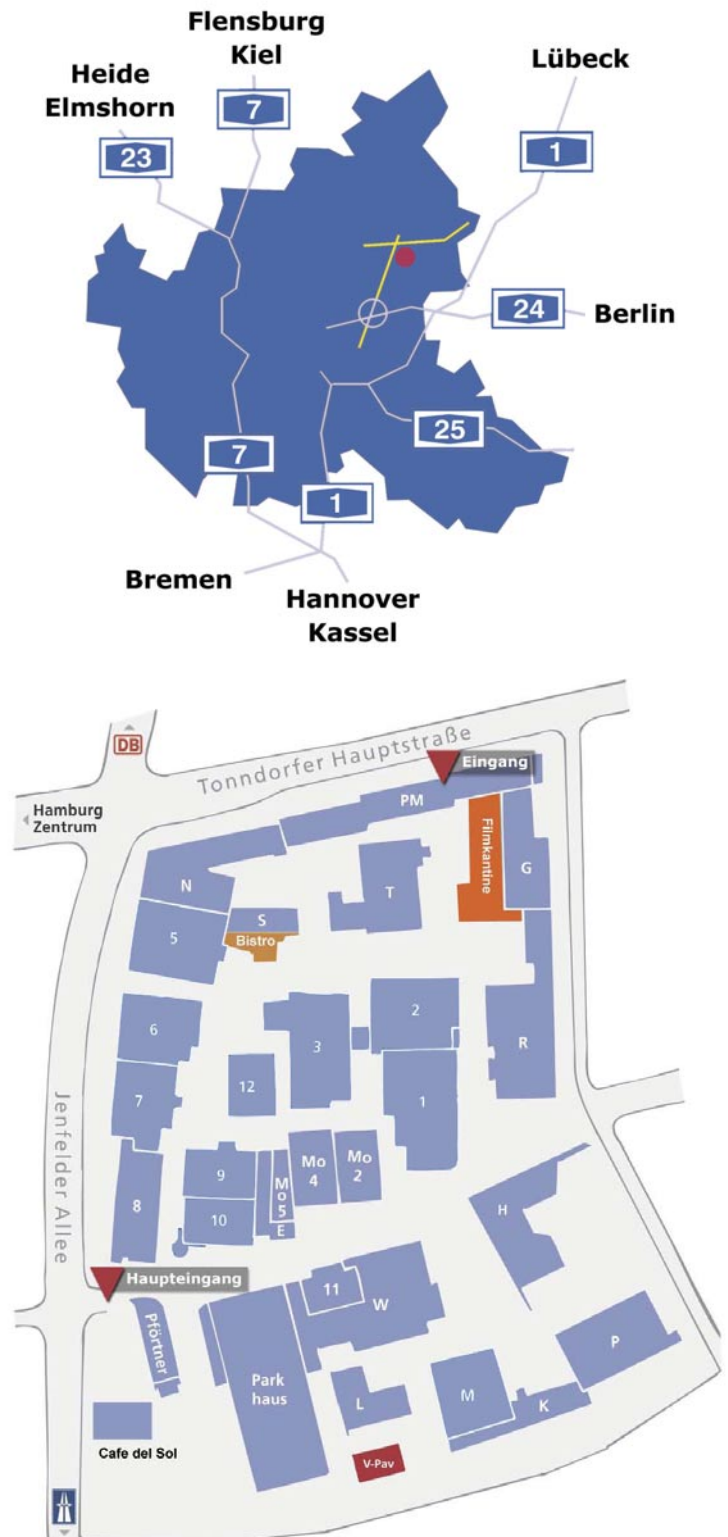 Flensburg
Kiel
Lübeck
Heide
Elmshorn
7
23
1
24
Berlin
25
7
1
Bremen
Hannover
Kassel
DB
Tonndorfer Hauptstraße
Eingang
Hamburg
Zentrum
PM
Filmkantine
G
N
T
S
Bistro
5
2
6
3
R
12
7
1
Jenfelder Allee
Mo
4
Mo
2
9
Mo5
8
10
E
H
Haupteingang
11
W
Pförtner
P
Park
haus
L
M
K
Cafe del Sol
V-Pav